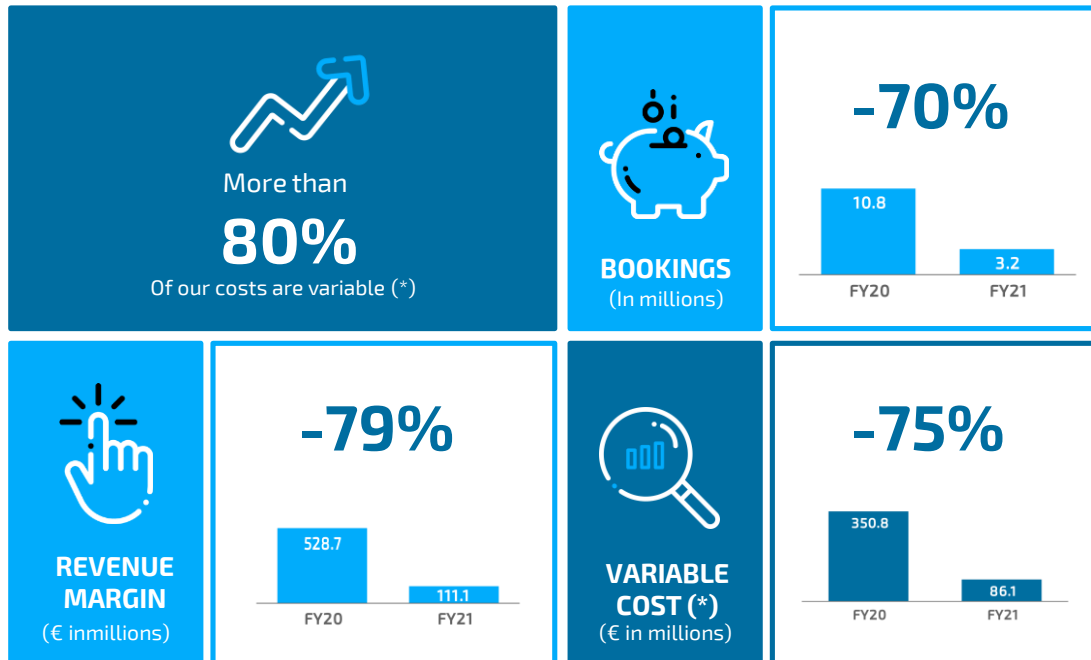 More than
80%
Of our costs are variable (*)
BOOKINGS
(In millions)
-70%
10.8
3.2
FY20
FY21
REVENUE
MARGIN
(€ inmillions)
-79%
528.7
111.1
FY20
FY21
VARIABLE
COST (*)
(€ in millions)
-75%
350.8
86.1
FY20
FY21